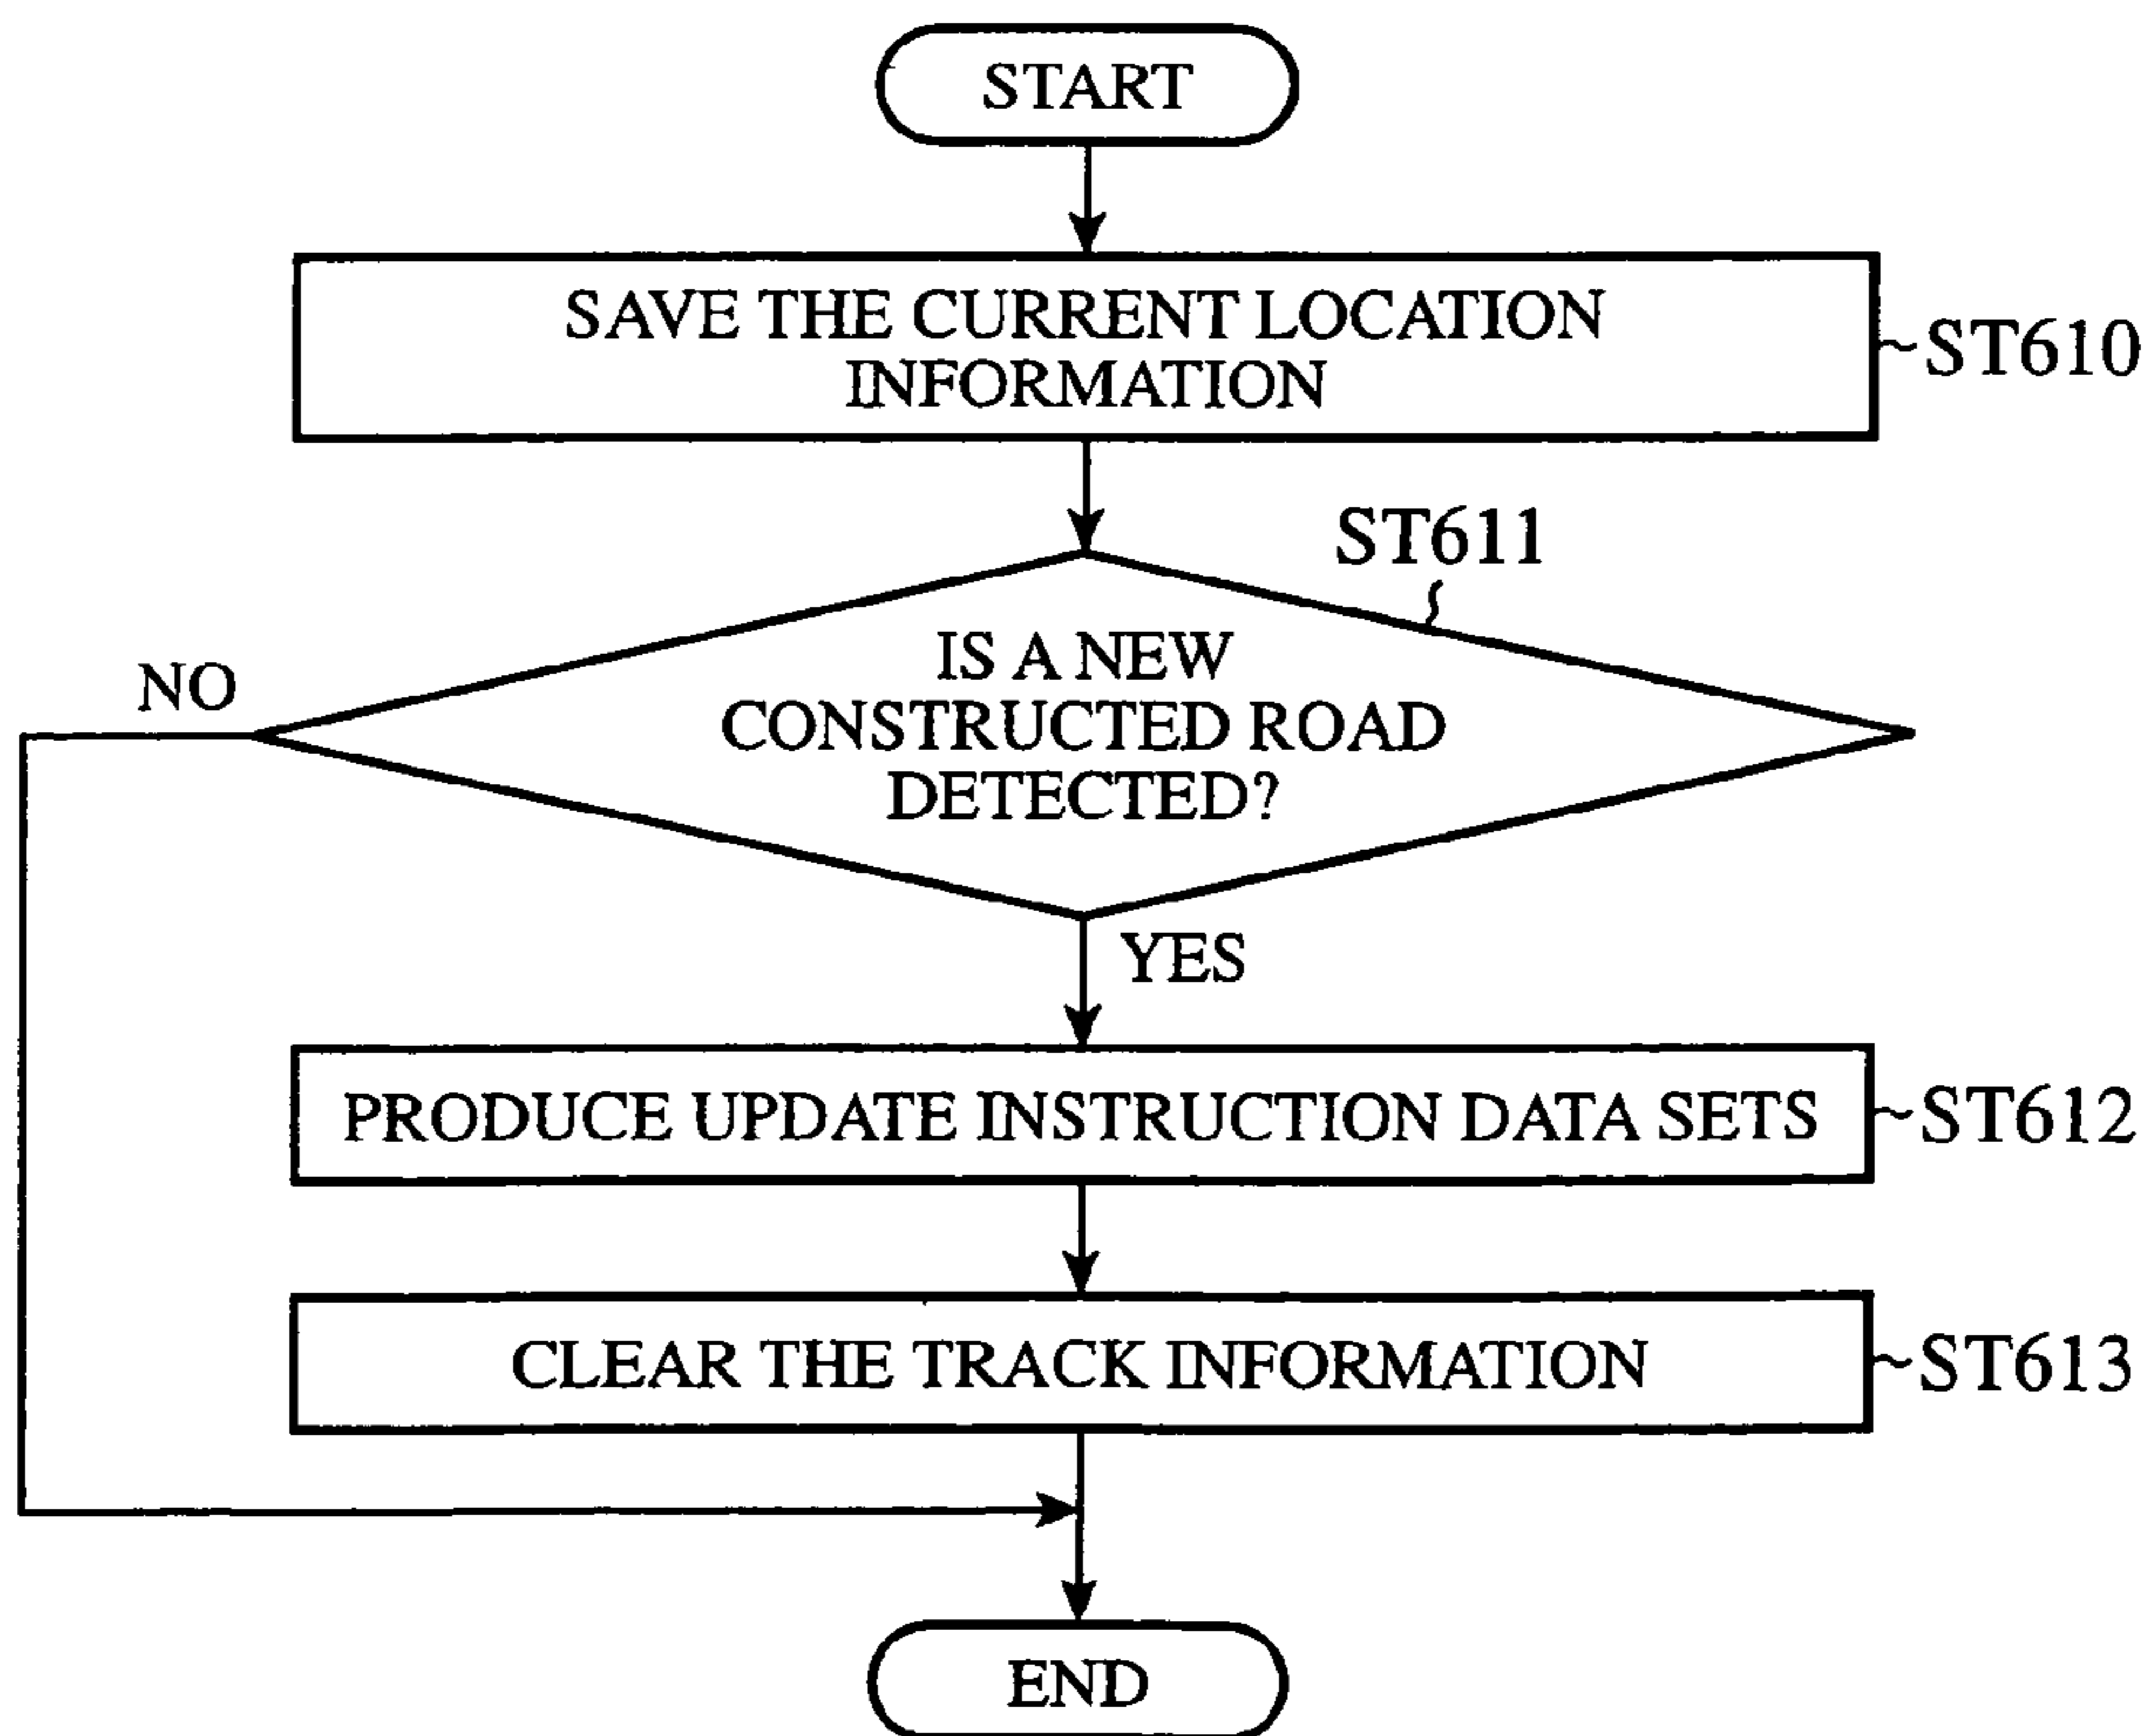 START
SAVE THE CURRENT LOCATION
INFORMATION
ST610
ST611
IS A NEW
CONSTRUCTED ROAD
DETECTED?
NO
YES
PRODUCE UPDATE INSTRUCTION DATA SETS
ST612
CLEAR THE TRACK INFORMATION
ST613
END